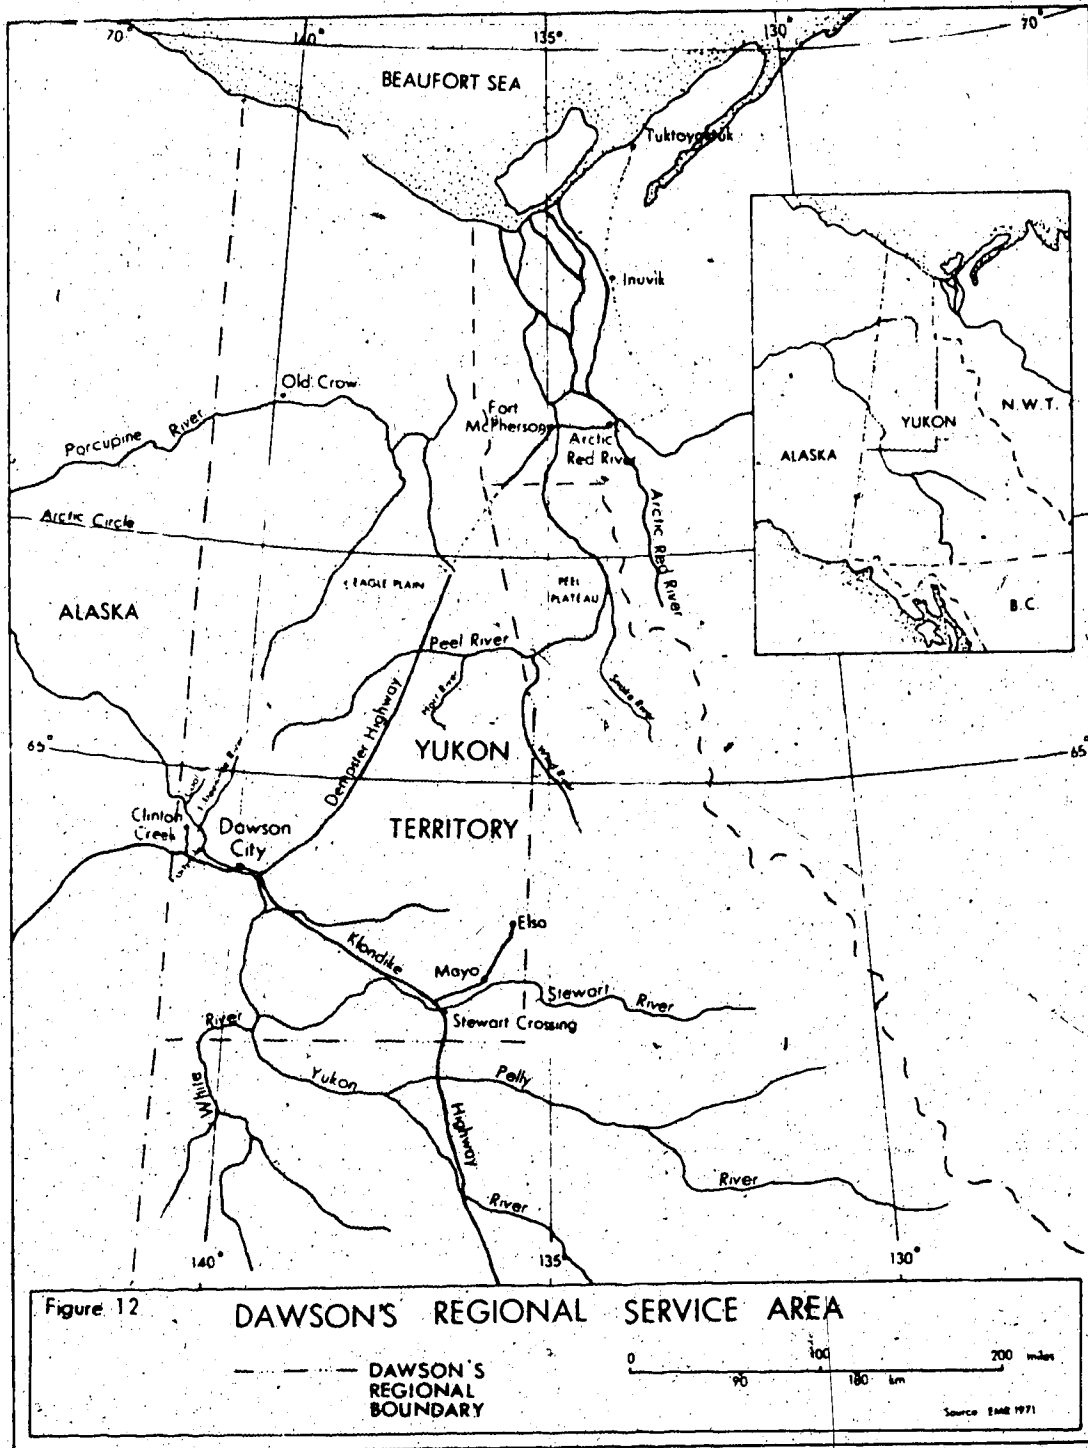 70°
140°
135°
130°
70°
BEAUFORT SEA
Tuktoyaktuk
Inuvik
Old Crow
Porcupine River
Fort
McPherson
Arctic
Red River
Arctic Red River
Arctic Circle
EAGLE PLAIN
PEEL
PLATEAU
ALASKA
Peel River
Snake River
Dempster Highway
YUKON
Wind River
65°
65°
Clinton
Creek
Dawson
City
TERRITORY
Elsa
Klondike
Mayo
Stewart River
Stewart Crossing
River
White
Yukon
Pelly
Highway
River
River
140°
135°
130°
YUKON
N.W.T.
ALASKA
B.C.
Figure 12
DAWSON'S REGIONAL SERVICE AREA
DAWSON'S
REGIONAL
BOUNDARY
0 100 200 miles
90 180 km
Source EMR 1971